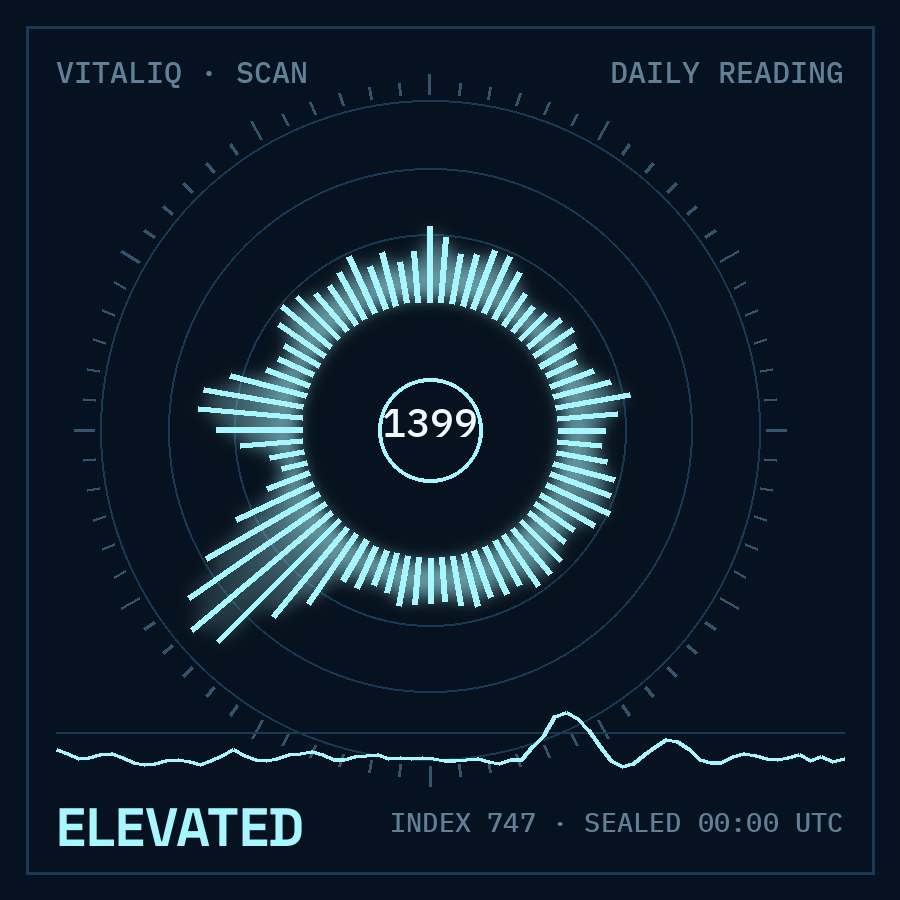 VITALIQ · SCAN
DAILY READING
1399
ELEVATED
INDEX 747 · SEALED 00:00 UTC